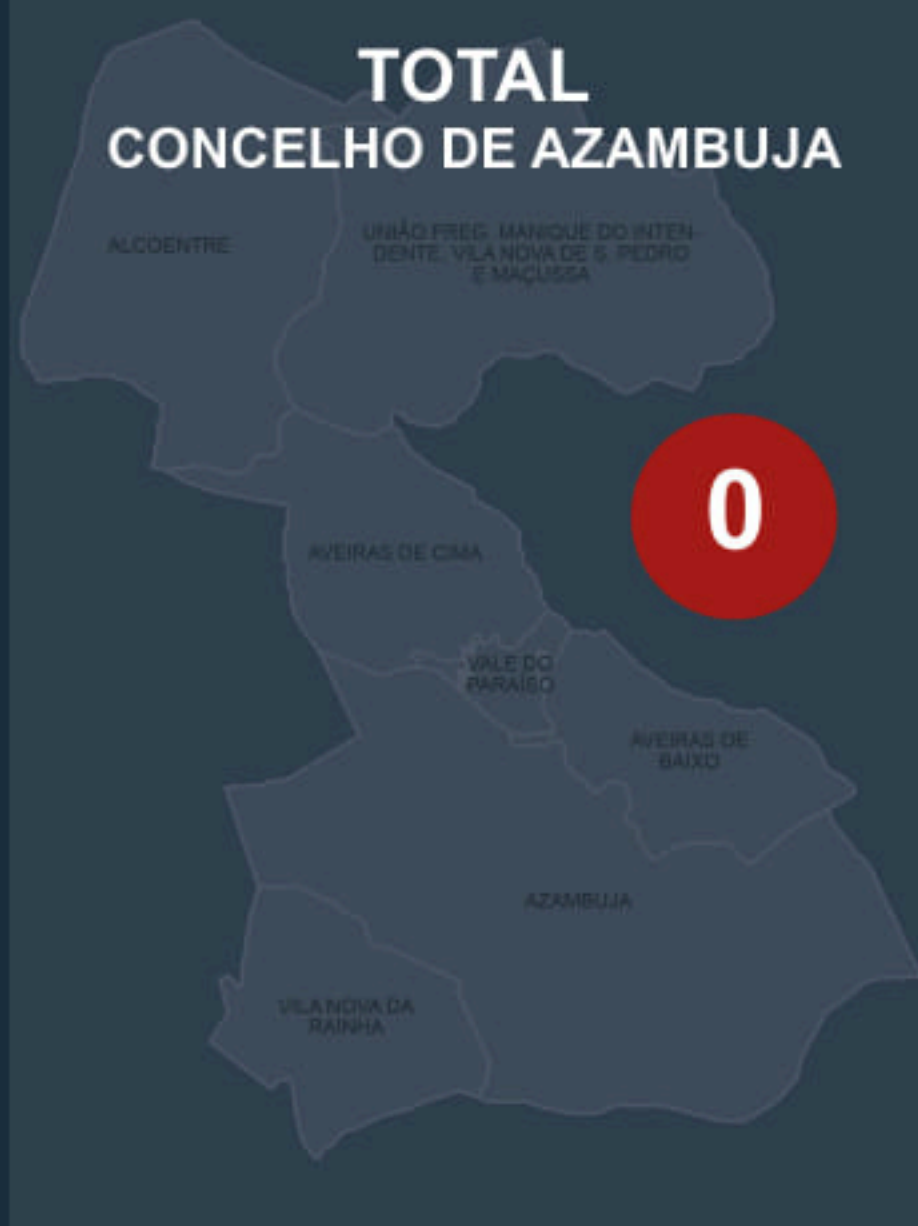 TOTAL
CONCELHO DE AZAMBUJA
ALCOENTRE
UNIÃO FREG. MANIQUE DO INTEN-
DENTE, VILA NOVA DE S. PEDRO
E MAÇUSSA
0
AVEIRAS DE CIMA
VALE DO
PARAÍSO
AVEIRAS DE
BAIXO
AZAMBUJA
VILA NOVA DA
RAINHA